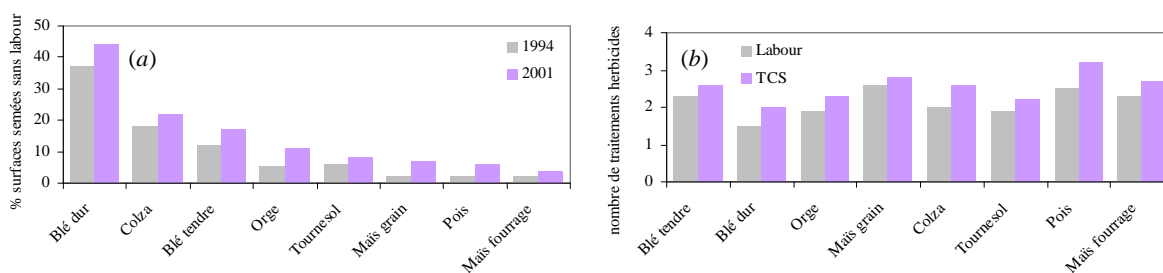 % surfaces semées sans labour
50
40
30
20
10
0
(a)
1994
2001
Blé dur
Colza
Blé tendre
Orge
Tournesol
Maïs grain
Pois
Maïs fourrage
nombre de traitements herbicides
4
3
2
1
0
(b)
Labour
TCS
Blé tendre
Blé dur
Orge
Maïs grain
Colza
Tournesol
Pois
Maïs fourrage